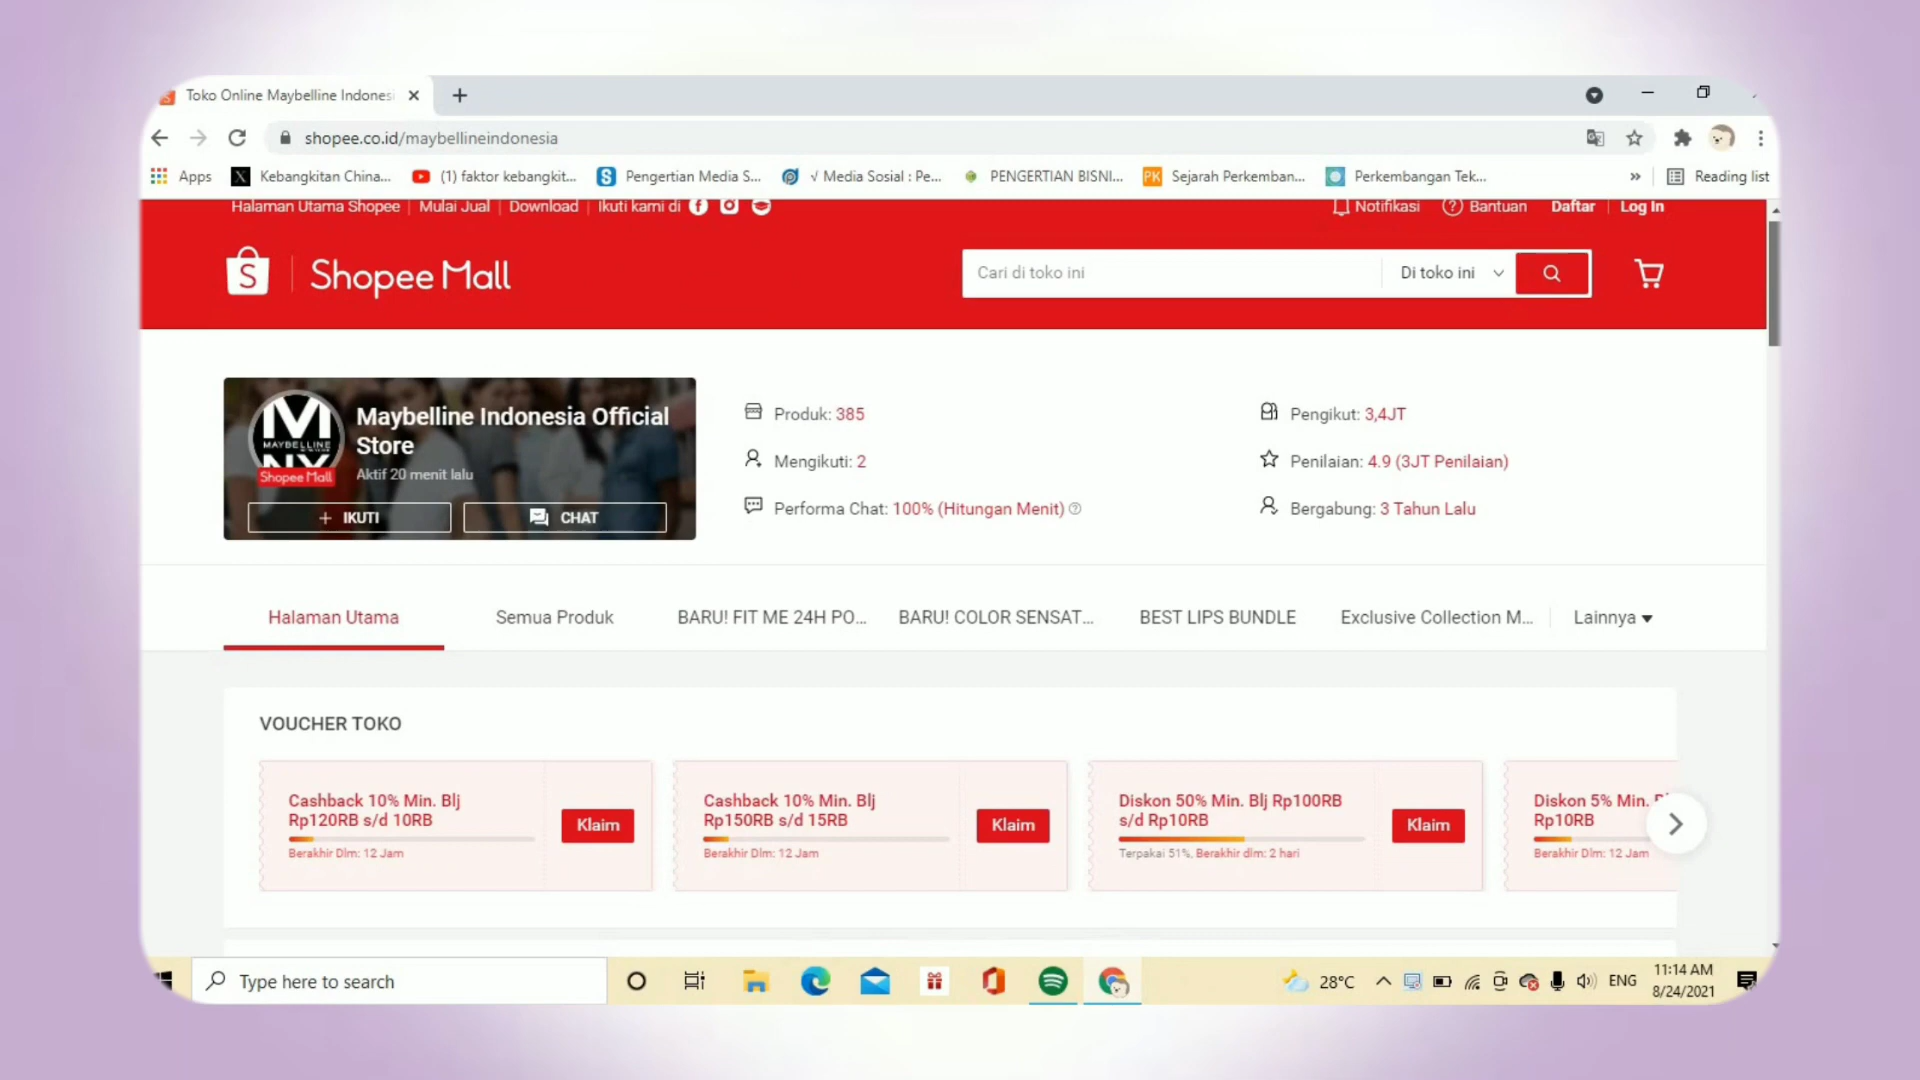 Toko Online Maybelline Indonesi
shopee.co.id/maybellineindonesia
Apps Kebangkitan China... (1) faktor kebangkit... Pengertian Media S... √ Media Sosial : Pe... PENGERTIAN BISNI... PK Sejarah Perkemban... Perkembangan Tek... » Reading list
Halaman Utama Shopee | Mulai Jual | Download | Ikuti kami di Notifikasi Bantuan Daftar | Log In
Shopee Mall
Cari di toko ini Di toko ini
Maybelline Indonesia Official
Store
MAYBELLINE
Shopee Mall
Aktif 20 menit lalu
+ IKUTI CHAT
Produk: 385
Pengikut: 3,4JT
Mengikuti: 2
Penilaian: 4.9 (3JT Penilaian)
Performa Chat: 100% (Hitungan Menit)
Bergabung: 3 Tahun Lalu
Halaman Utama Semua Produk BARU! FIT ME 24H PO... BARU! COLOR SENSAT... BEST LIPS BUNDLE Exclusive Collection M... Lainnya
VOUCHER TOKO
Cashback 10% Min. Blj
Rp120RB s/d 10RB
Berakhir Dlm: 12 Jam
Klaim
Cashback 10% Min. Blj
Rp150RB s/d 15RB
Berakhir Dlm: 12 Jam
Klaim
Diskon 50% Min. Blj Rp100RB
s/d Rp10RB
Terpakai 51%, Berakhir dlm: 2 hari
Klaim
Diskon 5% Min.
Rp10RB
Berakhir Dlm: 12 Jam
Type here to search
28°C
ENG
11:14 AM
8/24/2021